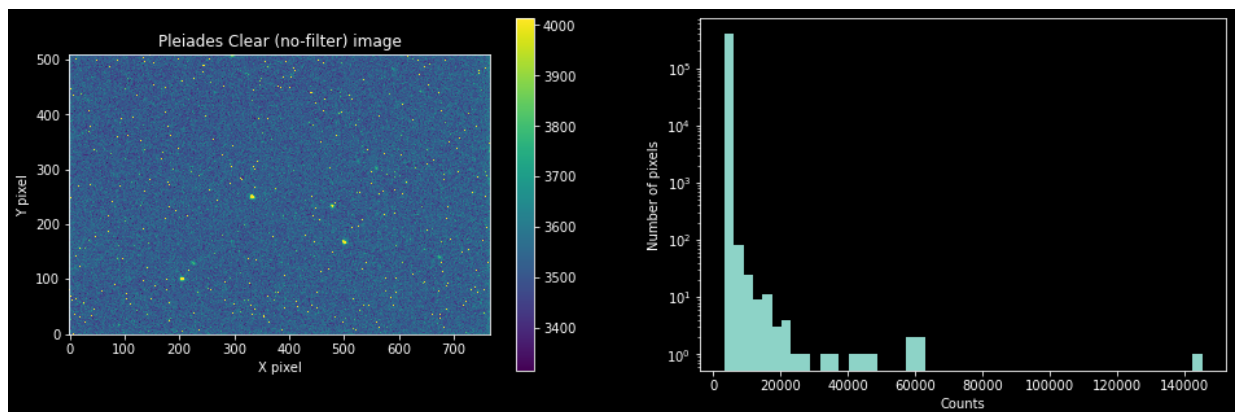 Pleiades Clear (no-filter) image
Y pixel
500
400
300
200
100
0
0 100 200 300 400 500 600 700
X pixel
4000
3900
3800
3700
3600
3500
3400
Number of pixels
10^5
10^4
10^3
10^2
10^1
10^0
0 20000 40000 60000 80000 100000 120000 140000
Counts